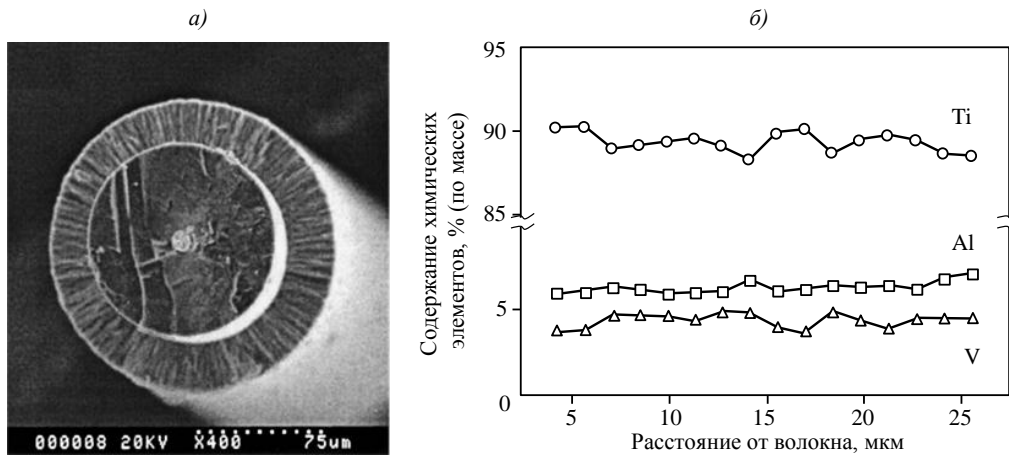 а)
б)
000008 20KV X400 75um
Содержание химических
элементов, % (по массе)
95
90
85
5
0
Ti
Al
V
5 10 15 20 25
Расстояние от волокна, мкм